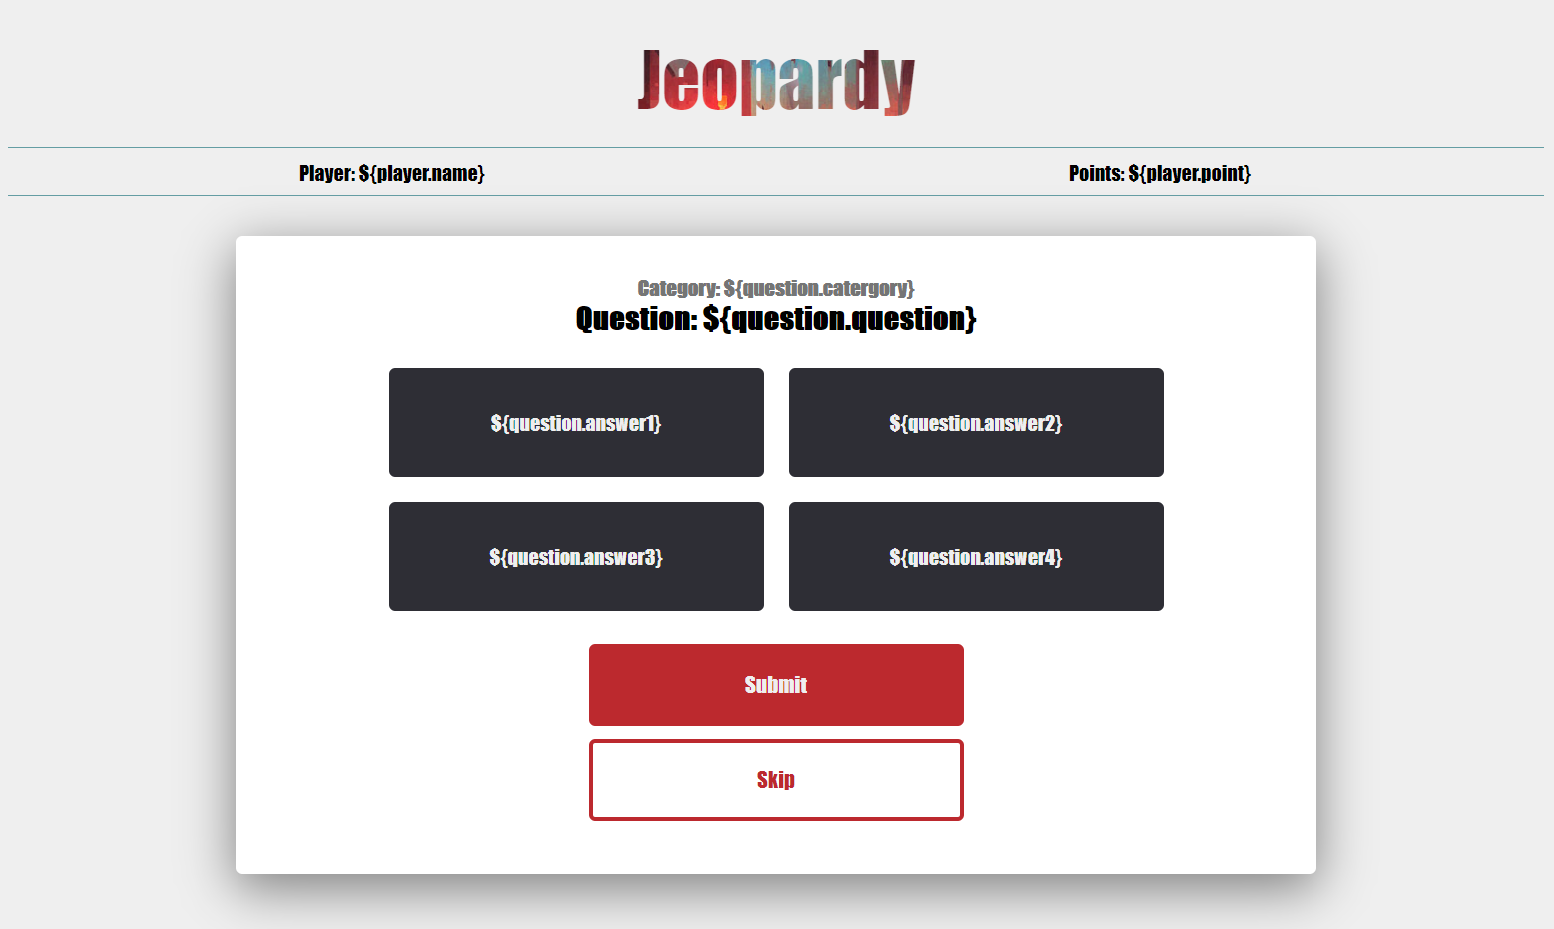 Jeopardy
Player: ${player.name} Points: ${player.point}
Category: ${question.catergory}
Question: ${question.question}
${question.answer1} ${question.answer2}
${question.answer3} ${question.answer4}
Submit
Skip